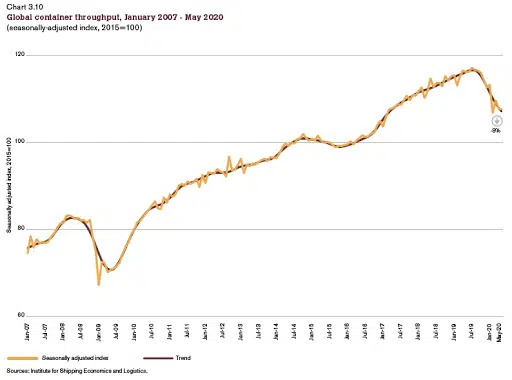 Chart 3.10
Global container throughput, January 2007 - May 2020
(seasonally-adjusted index, 2015=100)
120
100
80
60
Seasonally adjusted index, 2015=100
-9%
Jan-07
Jul-07
Jan-08
Jul-08
Jan-09
Jul-09
Jan-10
Jul-10
Jan-11
Jul-11
Jan-12
Jul-12
Jan-13
Jul-13
Jan-14
Jul-14
Jan-15
Jul-15
Jan-16
Jul-16
Jan-17
Jul-17
Jan-18
Jul-18
Jan-19
Jul-19
Jan-20
May-20
Seasonally adjusted index
Trend
Sources: Institute for Shipping Economics and Logistics.